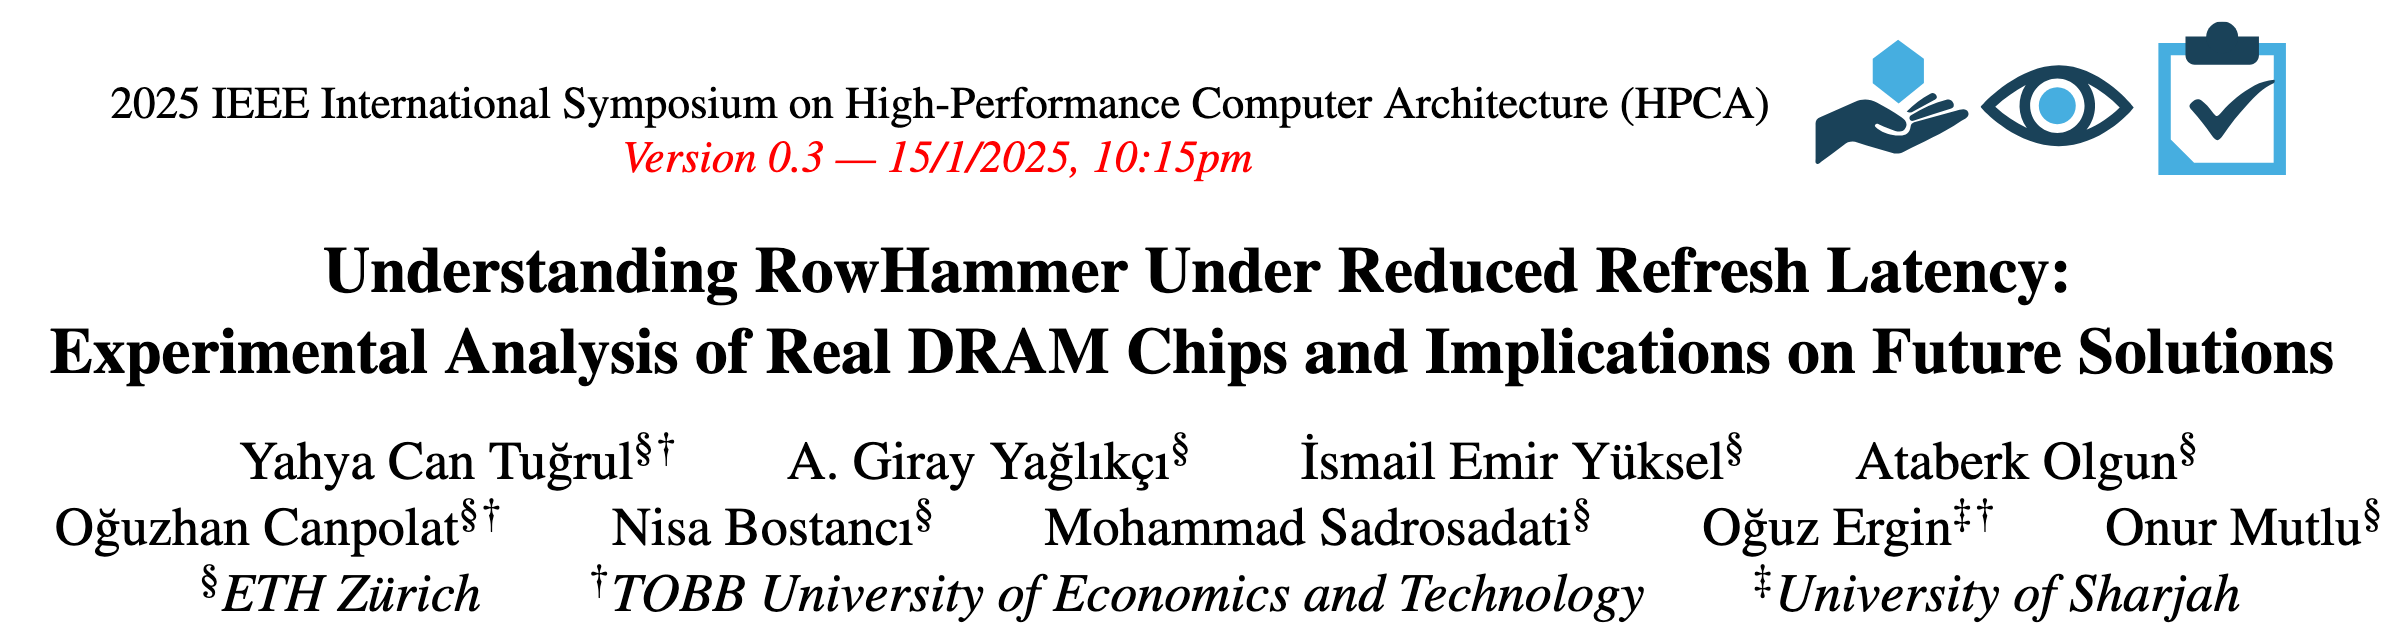 2025 IEEE International Symposium on High-Performance Computer Architecture (HPCA)
Version 0.3 — 15/1/2025, 10:15pm
Understanding RowHammer Under Reduced Refresh Latency:
Experimental Analysis of Real DRAM Chips and Implications on Future Solutions
Yahya Can Tuğrul§† A. Giray Yağlıkçı§ İsmail Emir Yüksel§ Ataberk Olgun§
Oğuzhan Canpolat§† Nisa Bostancı§ Mohammad Sadrosadati§ Oğuz Ergin‡† Onur Mutlu§
§ETH Zürich †TOBB University of Economics and Technology ‡University of Sharjah